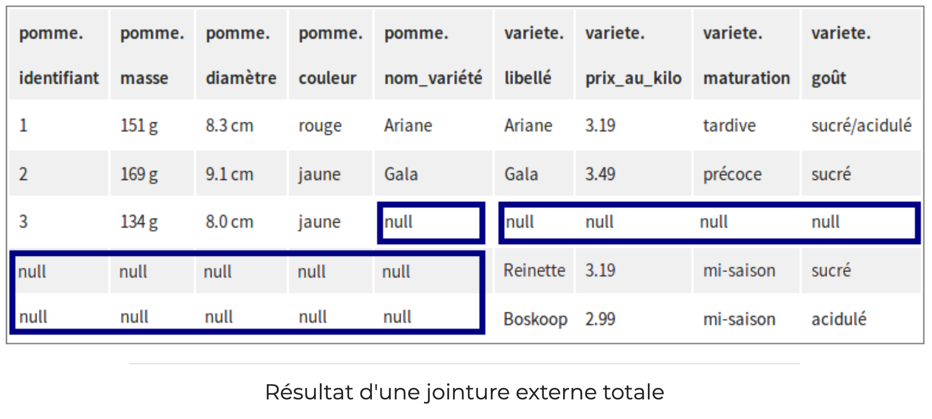 pomme. pomme. pomme. pomme. pomme. variete. variete. variete. variete.
identifiant masse diamètre couleur nom_variété libellé prix_au_kilo maturation goût
1 151 g 8.3 cm rouge Ariane Ariane 3.19 tardive sucré/acidulé
2 169 g 9.1 cm jaune Gala Gala 3.49 précoce sucré
3 134 g 8.0 cm jaune null null null null null
null null null null null Reinette 3.19 mi-saison sucré
null null null null null Boskoop 2.99 mi-saison acidulé
Résultat d'une jointure externe totale